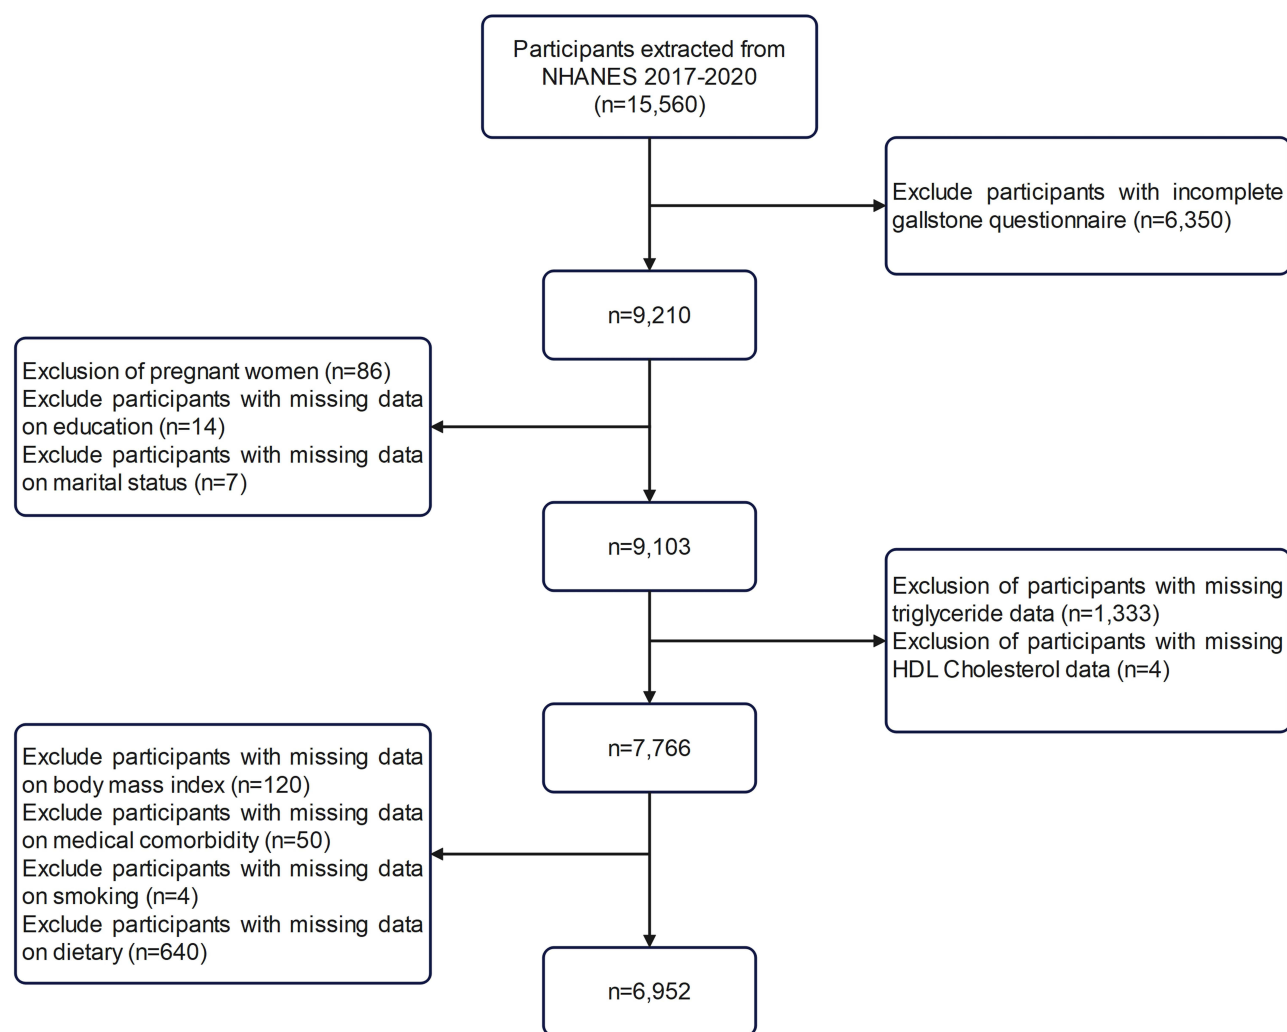 Participants extracted from
NHANES 2017-2020
(n=15,560)
Exclude participants with incomplete
gallstone questionnaire (n=6,350)
n=9,210
Exclusion of pregnant women (n=86)
Exclude participants with missing data
on education (n=14)
Exclude participants with missing data
on marital status (n=7)
n=9,103
Exclusion of participants with missing
triglyceride data (n=1,333)
Exclusion of participants with missing
HDL Cholesterol data (n=4)
n=7,766
Exclude participants with missing data
on body mass index (n=120)
Exclude participants with missing data
on medical comorbidity (n=50)
Exclude participants with missing data
on smoking (n=4)
Exclude participants with missing data
on dietary (n=640)
n=6,952